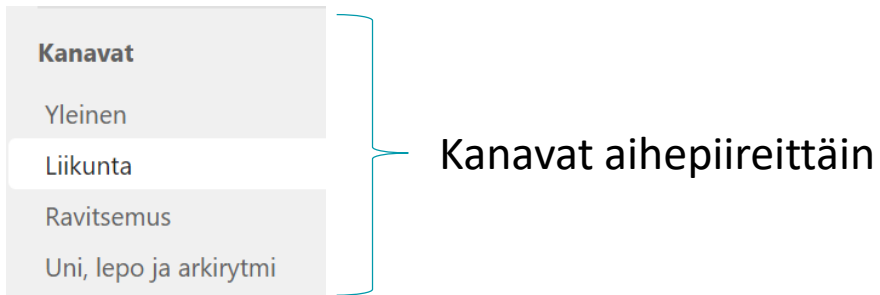 Kanavat
Yleinen
Liikunta
Ravitsemus
Uni, lepo ja arkirytmi
Kanavat aihepiireittäin